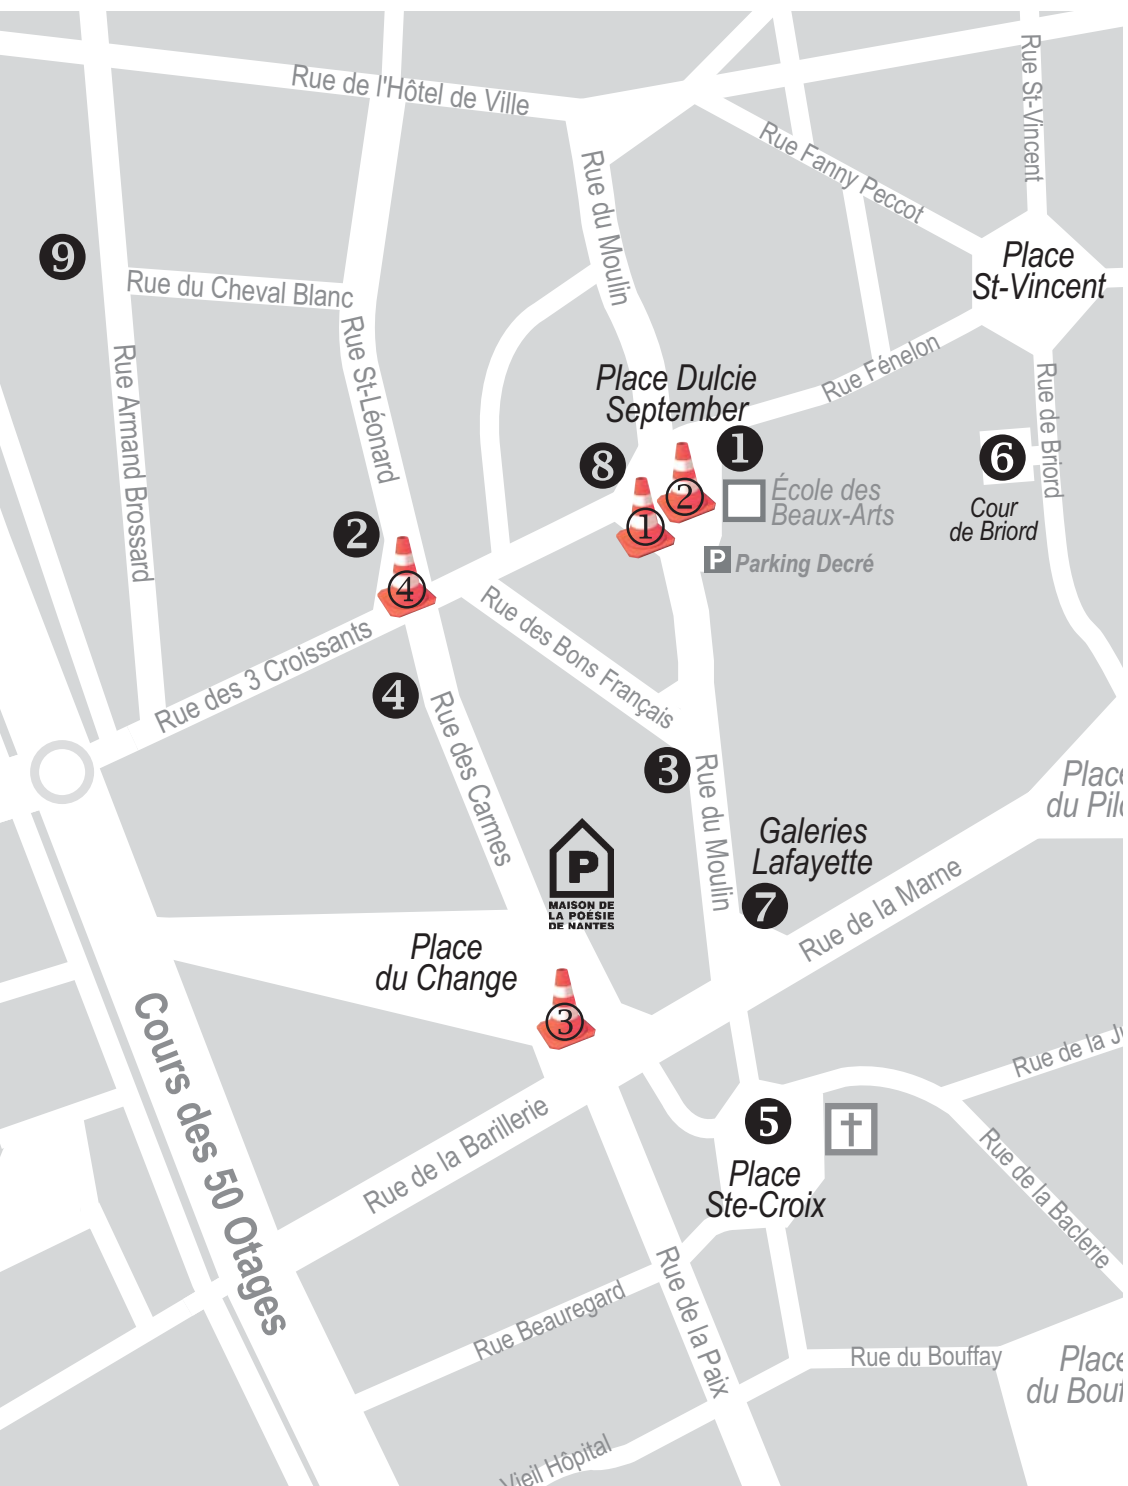 Rue de l'Hôtel de Ville
Rue St-Vincent
Rue Fanny Peccot
Rue du Moulin
Place
St-Vincent
9
Rue du Cheval Blanc
Rue St-Léonard
Rue Armand Brossard
Rue Fénelon
Place Dulcie
September
Rue de Briord
1
8
6
2
1
École des
Beaux-Arts
Cour
de Briord
2
P Parking Decré
4
Rue des Bons Français
Rue des 3 Croissants
4
Rue des Carmes
3
Rue du Moulin
Place
du
Galeries
Lafayette
P
MAISON DE
LA POÉSIE
DE NANTES
7
Rue de la Marne
Place
du Change
3
Cours des 50 Otages
Rue de la
Rue de la Barillerie
5
Place
Ste-Croix
Rue de la Baclerie
Rue de la Paix
Rue Beauregard
Rue du Bouffay
Place
du
Vieil Hôpital